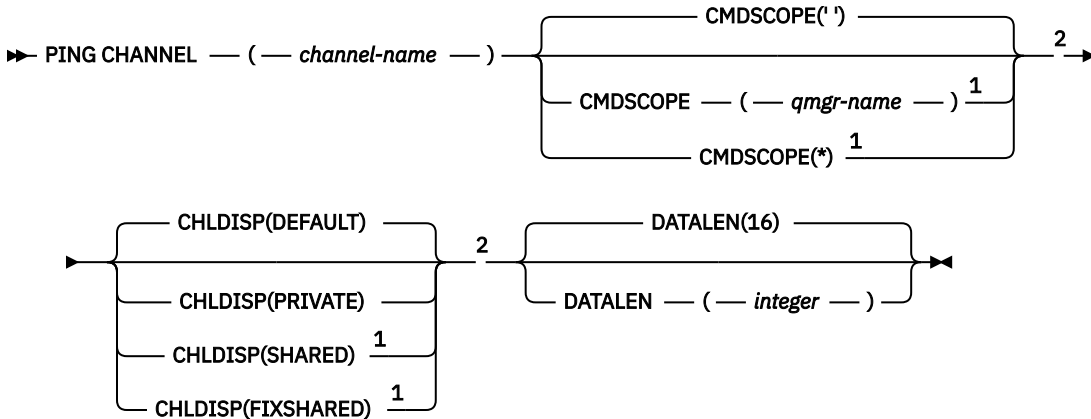 CMDSCOPE(' ')
PING CHANNEL ( channel-name ) 2
CMDSCOPE ( qmgr-name ) 1
CMDSCOPE(*) 1
CHLDISP(DEFAULT) DATALEN(16)
2
CHLDISP(PRIVATE) DATALEN ( integer )
CHLDISP(SHARED) 1
CHLDISP(FIXSHARED) 1